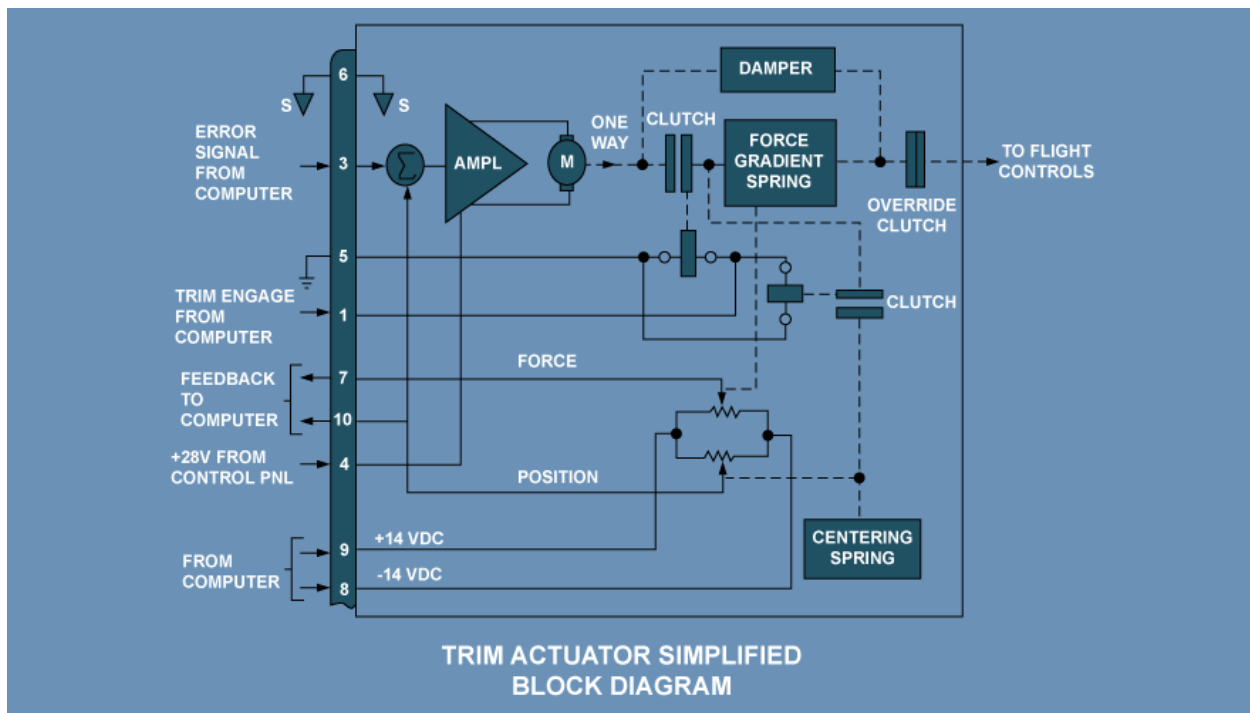 6
S
S
ERROR
SIGNAL
FROM
COMPUTER
3
Σ
AMPL
M
ONE
WAY
CLUTCH
DAMPER
FORCE
GRADIENT
SPRING
TO FLIGHT
CONTROLS
OVERRIDE
CLUTCH
5
TRIM ENGAGE
FROM
COMPUTER
1
CLUTCH
FEEDBACK
TO
COMPUTER
7
FORCE
10
+28V FROM
CONTROL PNL
4
POSITION
FROM
COMPUTER
9
+14 VDC
8
-14 VDC
CENTERING
SPRING
TRIM ACTUATOR SIMPLIFIED
BLOCK DIAGRAM